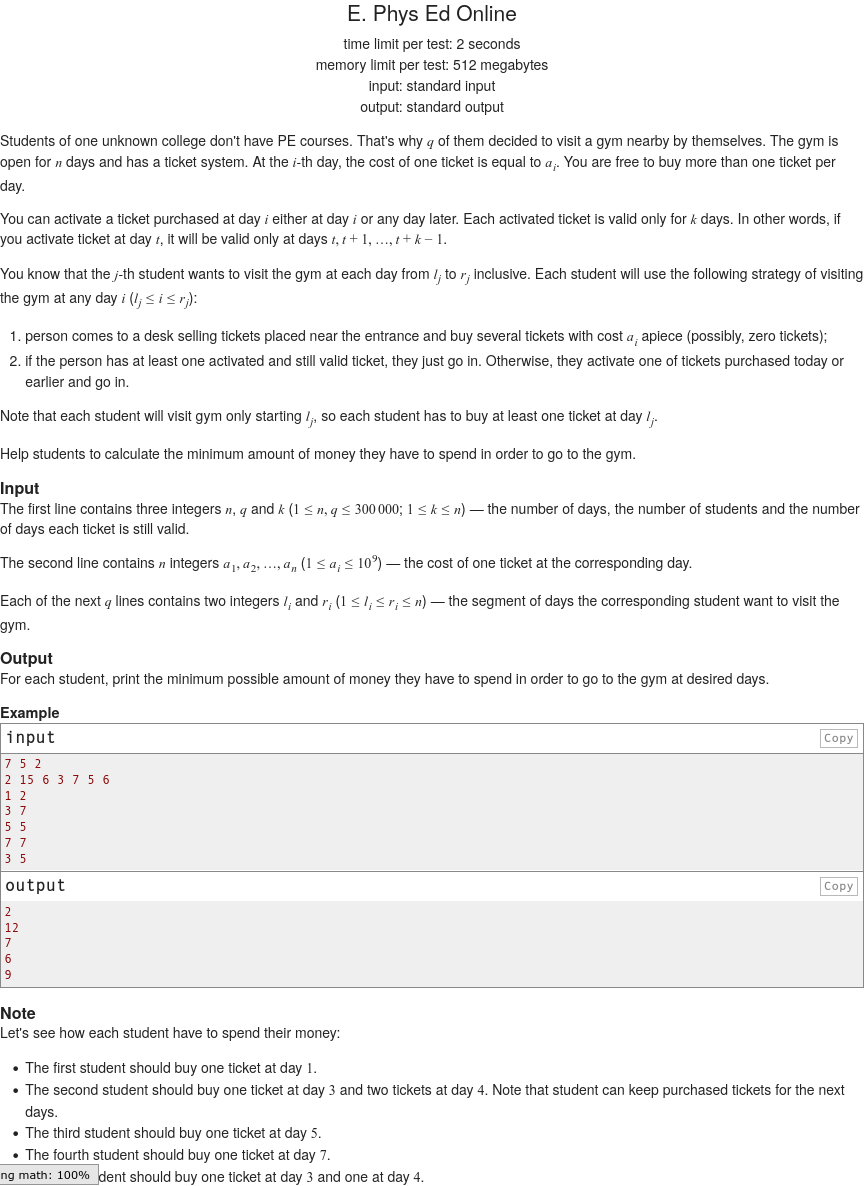 E. Phys Ed Online
time limit per test: 2 seconds
memory limit per test: 512 megabytes
input: standard input
output: standard output
Students of one unknown college don't have PE courses. That's why q of them decided to visit a gym nearby by themselves. The gym is
open for n days and has a ticket system. At the i-th day, the cost of one ticket is equal to a_i. You are free to buy more than one ticket per
day.
You can activate a ticket purchased at day i either at day i or any day later. Each activated ticket is valid only for k days. In other words, if
you activate ticket at day t, it will be valid only at days t, t + 1, …, t + k − 1.
You know that the j-th student wants to visit the gym at each day from l_j to r_j inclusive. Each student will use the following strategy of visiting
the gym at any day i (l_j ≤ i ≤ r_j):
1. person comes to a desk selling tickets placed near the entrance and buy several tickets with cost a_i apiece (possibly, zero tickets);
2. if the person has at least one activated and still valid ticket, they just go in. Otherwise, they activate one of tickets purchased today or
earlier and go in.
Note that each student will visit gym only starting l_j, so each student has to buy at least one ticket at day l_j.
Help students to calculate the minimum amount of money they have to spend in order to go to the gym.
Input
The first line contains three integers n, q and k (1 ≤ n, q ≤ 300 000; 1 ≤ k ≤ n) — the number of days, the number of students and the number
of days each ticket is still valid.
The second line contains n integers a_1, a_2, …, a_n (1 ≤ a_i ≤ 10^9) — the cost of one ticket at the corresponding day.
Each of the next q lines contains two integers l_i and r_i (1 ≤ l_i ≤ r_i ≤ n) — the segment of days the corresponding student want to visit the
gym.
Output
For each student, print the minimum possible amount of money they have to spend in order to go to the gym at desired days.
Example
input Copy
7 5 2
2 15 6 3 7 5 6
1 2
3 7
5 5
7 7
3 5
output Copy
2
12
7
6
9
Note
Let's see how each student have to spend their money:
• The first student should buy one ticket at day 1.
• The second student should buy one ticket at day 3 and two tickets at day 4. Note that student can keep purchased tickets for the next
days.
• The third student should buy one ticket at day 5.
• The fourth student should buy one ticket at day 7.
ng math: 100% dent should buy one ticket at day 3 and one at day 4.